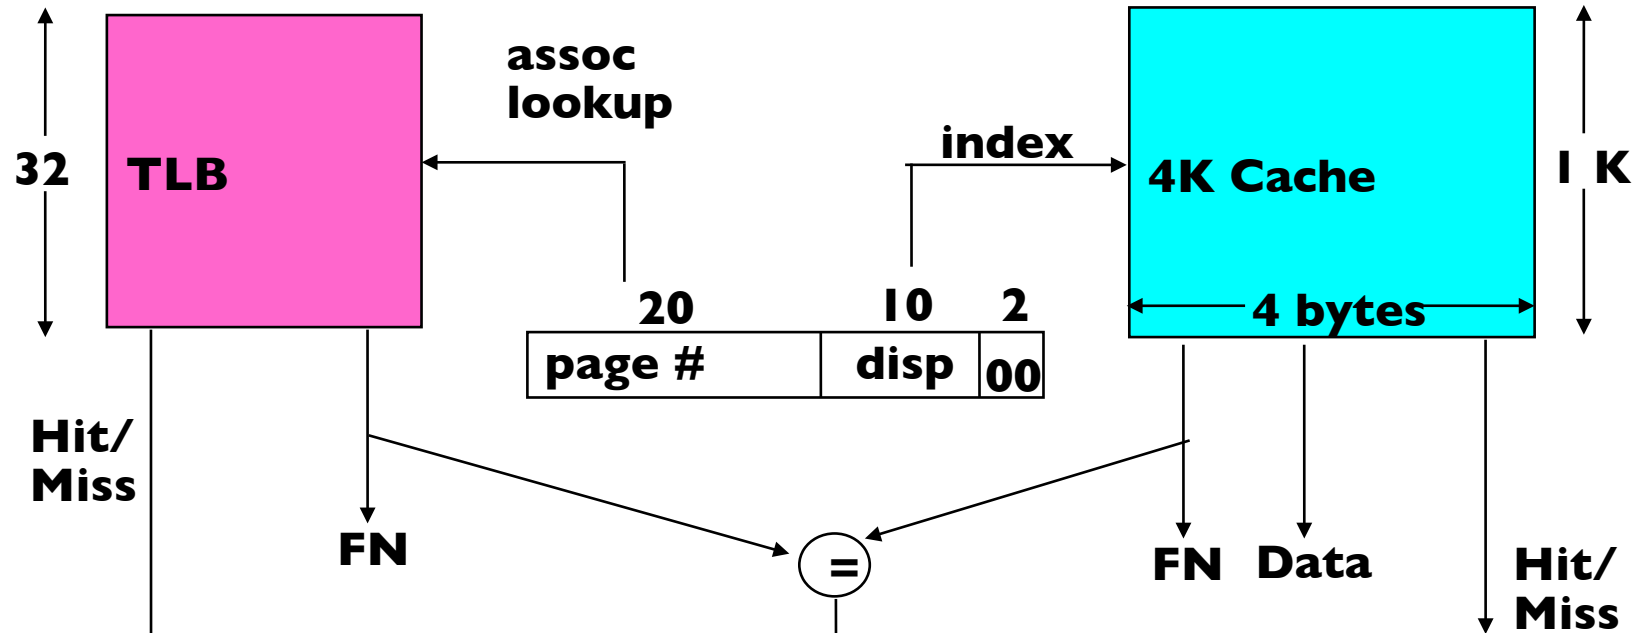 assoc
lookup
index
32
TLB
4K Cache
1 K
20
10
2
4 bytes
page #
disp
00
Hit/
Miss
FN
=
FN
Data
Hit/
Miss